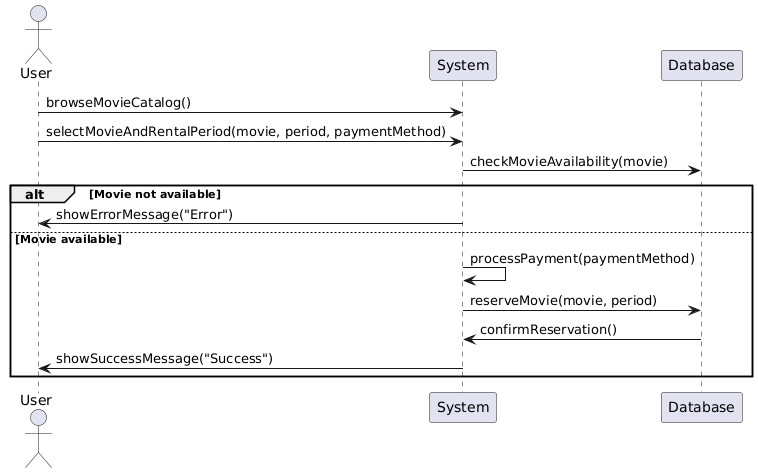 User
System
Database
browseMovieCatalog()
selectMovieAndRentalPeriod(movie, period, paymentMethod)
checkMovieAvailability(movie)
alt [Movie not available]
showErrorMessage("Error")
[Movie available]
processPayment(paymentMethod)
reserveMovie(movie, period)
confirmReservation()
showSuccessMessage("Success")
User
System
Database